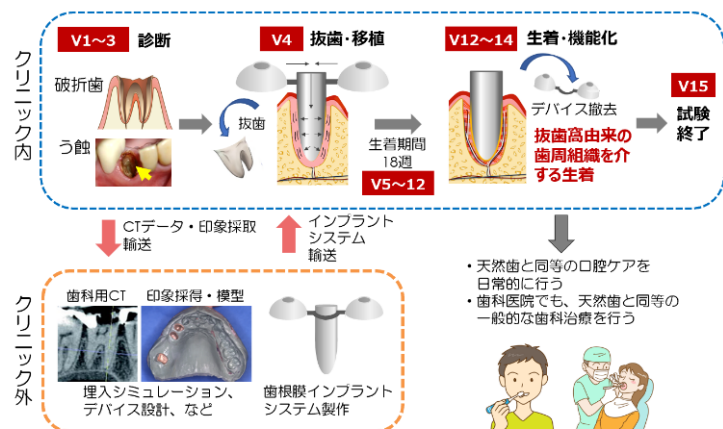 クリニック内
V1～3 診断
破折歯
う蝕
抜歯
V4 抜歯・移植
生着期間
18週
V5～12
V12～14 生着・機能化
デバイス撤去
抜歯窩由来の
歯周組織を介
する生着
V15
試験
終了
CTデータ・印象採取
輸送
インプラント
システム
輸送
クリニック外
歯科用CT
印象採得・模型
埋入シミュレーション、
デバイス設計、など
歯根膜インプラント
システム製作
・天然歯と同等の口腔ケアを
日常的に行う
・歯科医院でも、天然歯と同等の
一般的な歯科治療を行う